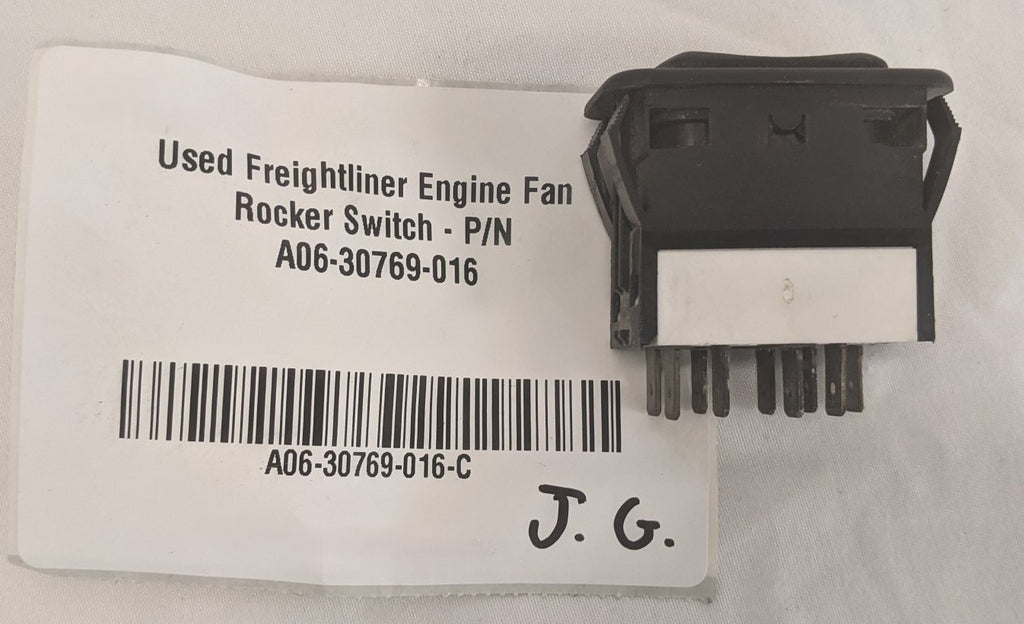 Used Freightliner Engine Fan
Rocker Switch - P/N
A06-30769-016
A06-30769-016-C
J. G.